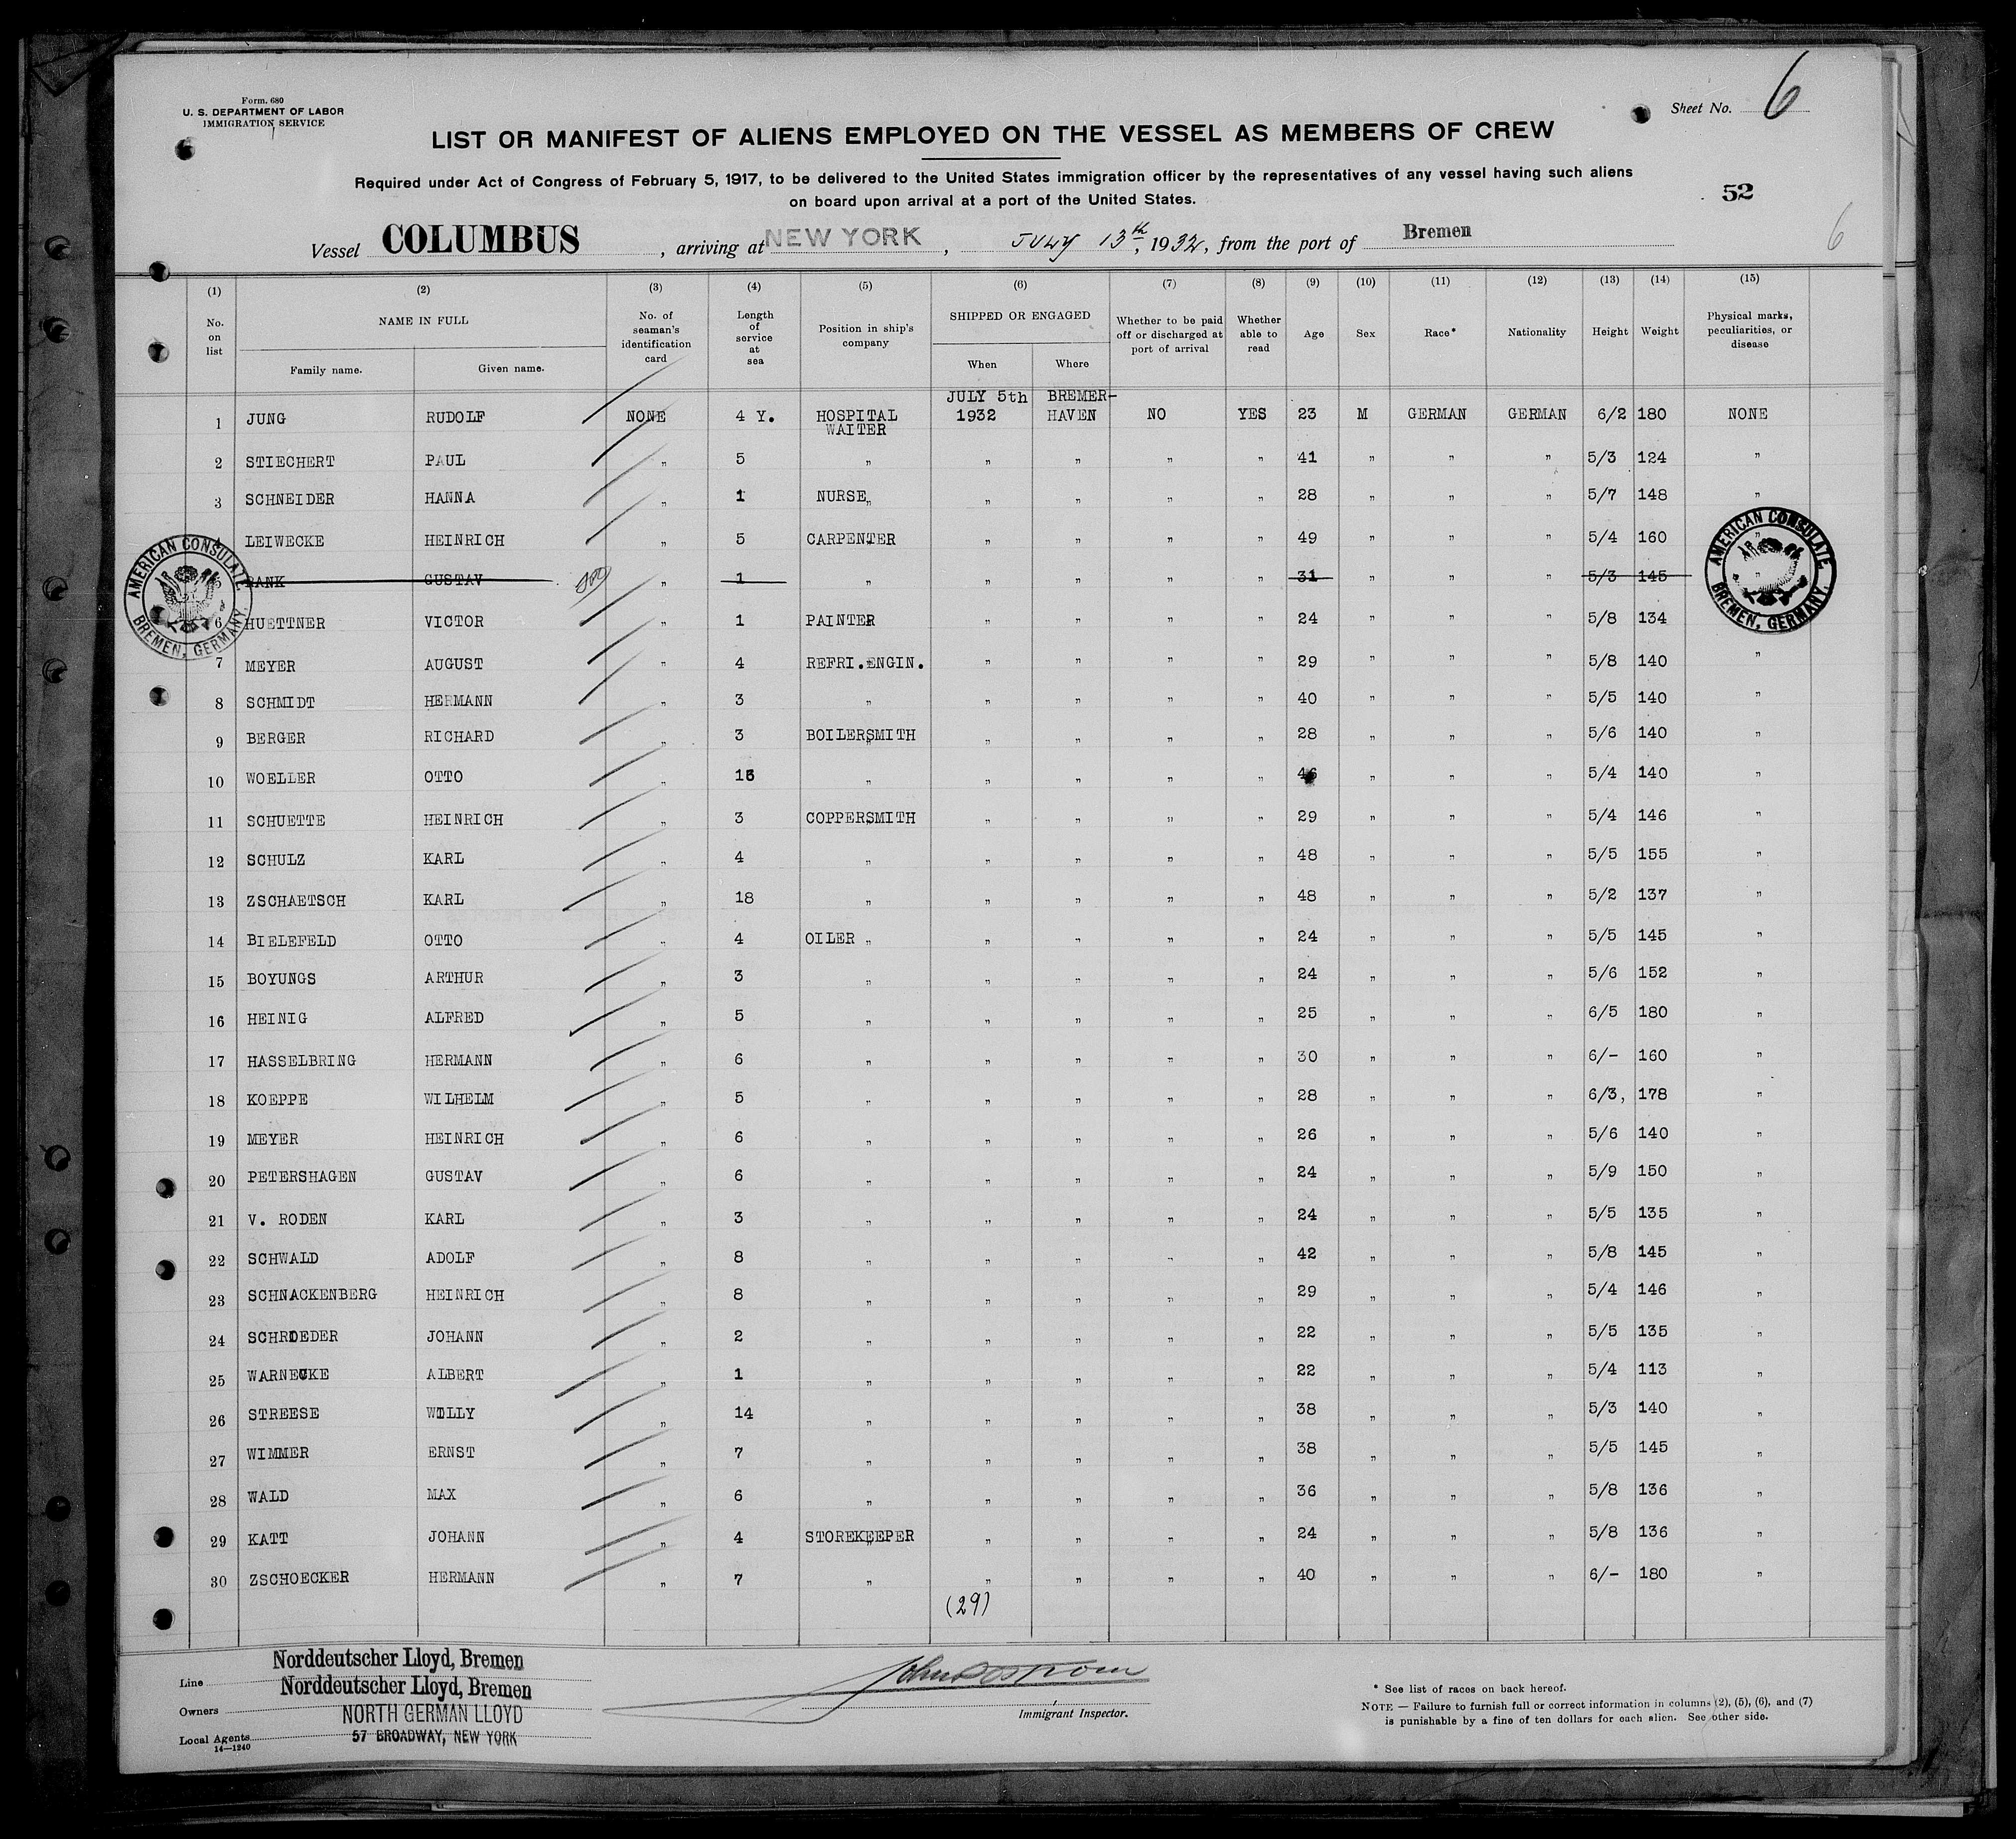 Form. 680
U. S. DEPARTMENT OF LABOR
IMMIGRATION SERVICE
Sheet No. 6
LIST OR MANIFEST OF ALIENS EMPLOYED ON THE VESSEL AS MEMBERS OF CREW
Required under Act of Congress of February 5, 1917, to be delivered to the United States immigration officer by the representatives of any vessel having such aliens
on board upon arrival at a port of the United States.
52
Vessel COLUMBUS, arriving at NEW YORK, JULY 13th, 1932, from the port of Bremen
6
(1) (2) (3) (4) (5) (6) (7) (8) (9) (10) (11) (12) (13) (14) (15)
No. on list NAME IN FULL No. of seaman's identification card Length of service at sea Position in ship's company SHIPPED OR ENGAGED Whether to be paid off or discharged at port of arrival Whether able to read Age Sex Race* Nationality Height Weight Physical marks, peculiarities, or disease
Family name. Given name. When Where
JULY 5th BREMER-
1 JUNG RUDOLF NONE 4 Y. HOSPITAL 1932 HAVEN NO YES 23 M GERMAN GERMAN 6/2 180 NONE
WAITER
2 STIECHERT PAUL " 5 " " " " " 41 " " " 5/3 124 "
3 SCHNEIDER HANNA " 1 NURSE " " " " " 28 " " " 5/7 148 "
4 LEIWECKE HEINRICH " 5 CARPENTER " " " " 49 " " " 5/4 160 "
5 BANK GUSTAV " 1 " " " " " 31 " " " 5/3 145 "
6 HUETTNER VICTOR " 1 PAINTER " " " " 24 " " " 5/8 134
7 MEYER AUGUST " 4 REFRI.ENGIN. " " " " 29 " " " 5/8 140 "
8 SCHMIDT HERMANN " 3 " " " " " 40 " " " 5/5 140 "
9 BERGER RICHARD " 3 BOILERSMITH " " " " 28 " " " 5/6 140 "
10 WOELLER OTTO " " " " " " " " " 5/4 140 "
11 SCHUETTE HEINRICH " 3 COPPERSMITH " " " " 29 " " " 5/4 146 "
12 SCHULZ KARL " 4 " " " " " 48 " " " 5/5 155 "
13 ZSCHAETSCH KARL " 18 " " " " " 48 " " " 5/2 137 "
14 BIELEFELD OTTO " 4 OILER " " " " " 24 " " " 5/5 145 "
15 BOYUNGS ARTHUR " 3 " " " " " 24 " " " 5/6 152 "
16 HEINIG ALFRED " 5 " " " " " 25 " " " 6/5 180 "
17 HASSELBRING HERMANN " 6 " " " " " 30 " " " 6/- 160 "
18 KOEPPE WILHELM " 5 " " " " " 28 " " " 6/3, 178 "
19 MEYER HEINRICH " 6 " " " " " 26 " " " 5/6 140 "
20 PETERSHAGEN GUSTAV " 6 " " " " " 24 " " " 5/9 150 "
21 V. RODEN KARL " 3 " " " " " 24 " " " 5/5 135 "
22 SCHWALD ADOLF " 8 " " " " " 42 " " " 5/8 145 "
23 SCHNACKENBERG HEINRICH " 8 " " " " " 29 " " " 5/4 146 "
24 SCHROEDER JOHANN " 2 " " " " " 22 " " " 5/5 135 "
25 WARNECKE ALBERT " 1 " " " " " 22 " " " 5/4 113 "
26 STREESE WILLY " 14 " " " " " 38 " " " 5/3 140 "
27 WIMMER ERNST " 7 " " " " " 38 " " " 5/5 145 "
28 WALD MAX " 6 " " " " " 36 " " " 5/8 136 "
29 KATT JOHANN " 4 STOREKEEPER " " " " 24 " " " 5/8 136 "
30 ZSCHOECKER HERMANN " 7 " " " " " 40 " " " 6/- 180 "
(29)
AMERICAN CONSULATE BREMEN, GERMANY.
AMERICAN CONSULATE BREMEN, GERMANY.
Line Norddeutscher Lloyd, Bremen
Owners Norddeutscher Lloyd, Bremen
NORTH GERMAN LLOYD
Local Agents 57 BROADWAY, NEW YORK
14—1240
Immigrant Inspector.
* See list of races on back hereof.
NOTE — Failure to furnish full or correct information in columns (2), (5), (6), and (7)
is punishable by a fine of ten dollars for each alien. See other side.